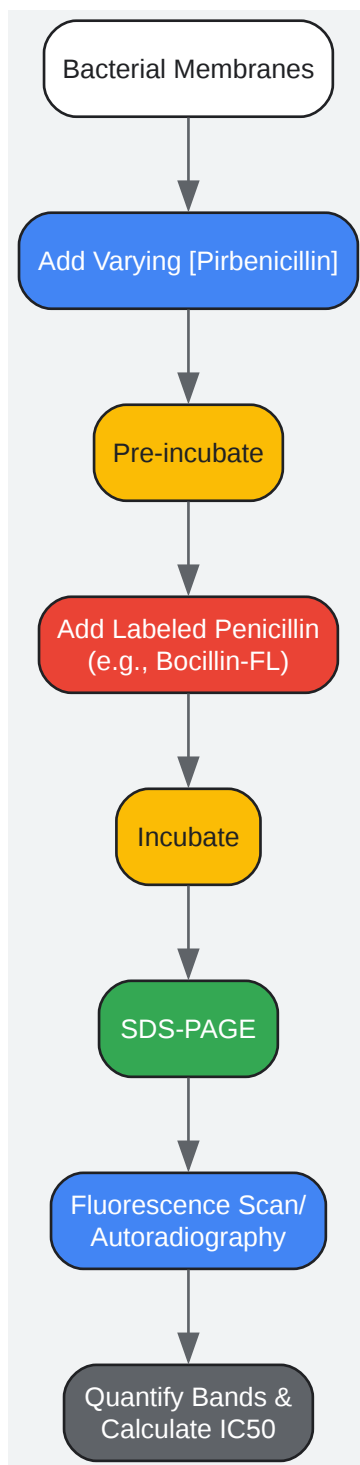 Bacterial Membranes
Add Varying [Pirbenicillin]
Pre-incubate
Add Labeled Penicillin
(e.g., Bocillin-FL)
Incubate
SDS-PAGE
Fluorescence Scan/
Autoradiography
Quantify Bands &
Calculate IC50